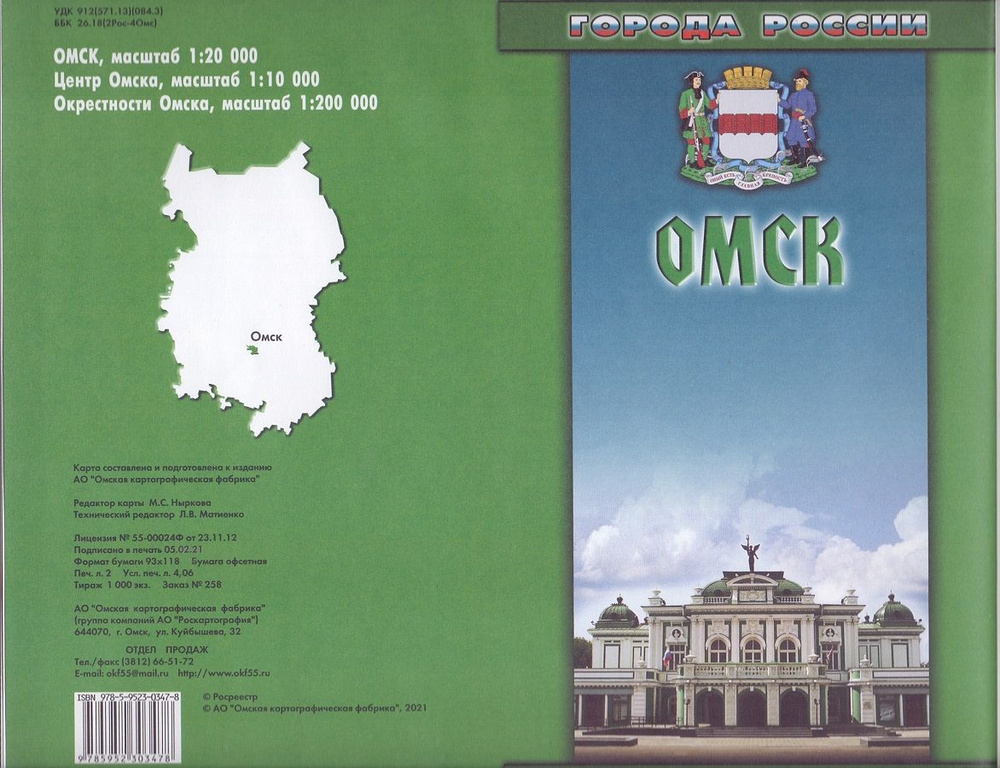 УДК 912(571.13)(084.3)
ББК 26.18(2Рос-4Омс)
ОМСК, масштаб 1:20 000
Центр Омска, масштаб 1:10 000
Окрестности Омска, масштаб 1:200 000
Омск
Карта составлена и подготовлена к изданию
АО "Омская картографическая фабрика"
Редактор карты М.С. Ныркова
Технический редактор Л.В. Матиенко
Лицензия № 55-00024Ф от 23.11.12
Подписано в печать 05.02.21
Формат бумаги 93х118 Бумага офсетная
Печ. л. 2 Усл. печ. л. 4,06
Тираж 1 000 экз. Заказ № 258
АО "Омская картографическая фабрика"
(группа компаний АО "Роскартография")
644070, г. Омск, ул. Куйбышева, 32
ОТДЕЛ ПРОДАЖ
Тел./факс (3812) 66-51-72
E-mail: okf55@mail.ru http://www.okf55.ru
ISBN 978-5-9523-0347-8
9 785952 303478
© Росреестр
© АО "Омская картографическая фабрика", 2021
ГОРОДА РОССИИ
ОМСК